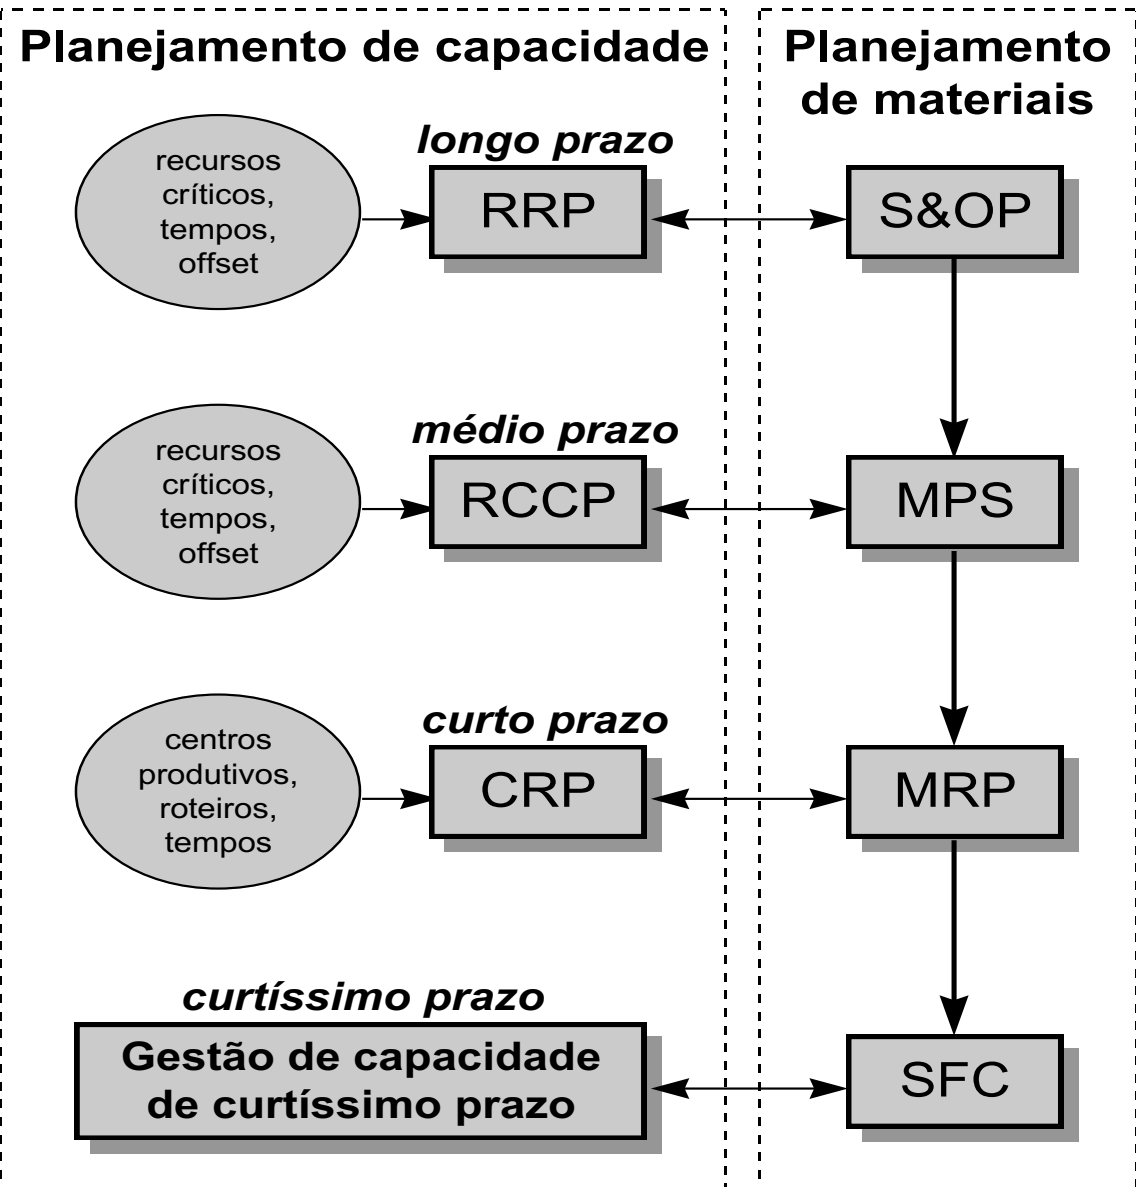 Planejamento de capacidade
Planejamento
de materiais
longo prazo
recursos
críticos,
tempos,
offset
RRP
S&OP
médio prazo
recursos
críticos,
tempos,
offset
RCCP
MPS
curto prazo
centros
produtivos,
roteiros,
tempos
CRP
MRP
curtíssimo prazo
Gestão de capacidade
de curtíssimo prazo
SFC